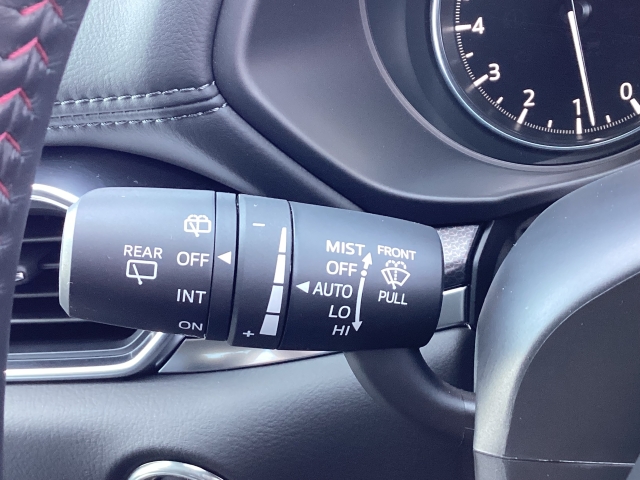 4
3
2
1
0
REAR
OFF
INT
ON
−
+
MIST
OFF
AUTO
LO
HI
FRONT
PULL